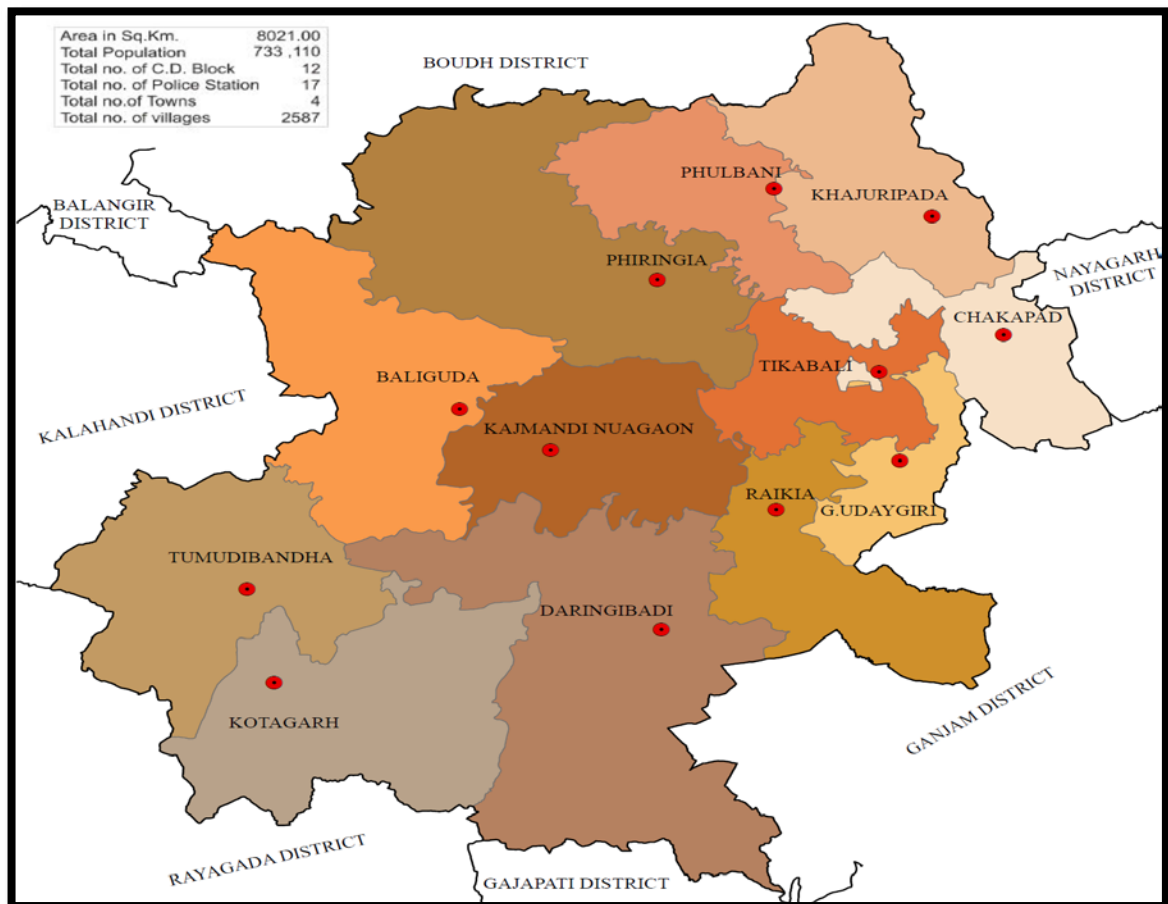 Area in Sq.Km. 8021.00
Total Population 733 ,110
Total no. of C.D. Block 12
Total no. of Police Station 17
Total no.of Towns 4
Total no. of villages 2587
BOUDH DISTRICT
BALANGIR
DISTRICT
PHULBANI
KHAJURIPADA
NAYAGARH
DISTRICT
PHIRINGIA
CHAKAPAD
TIKABALI
BALIGUDA
KALAHANDI DISTRICT
KAJMANDI NUAGAON
RAIKIA
G.UDAYGIRI
TUMUDIBANDHA
DARINGIBADI
KOTAGARH
GANJAM DISTRICT
RAYAGADA DISTRICT
GAJAPATI DISTRICT